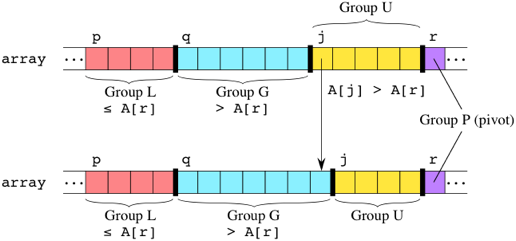 Group U
p q j r
array ... ...
Group L Group G A[j] > A[r]
≤ A[r] > A[r]
Group P (pivot)
p q j r
array ... ...
Group L Group G Group U
≤ A[r] > A[r]